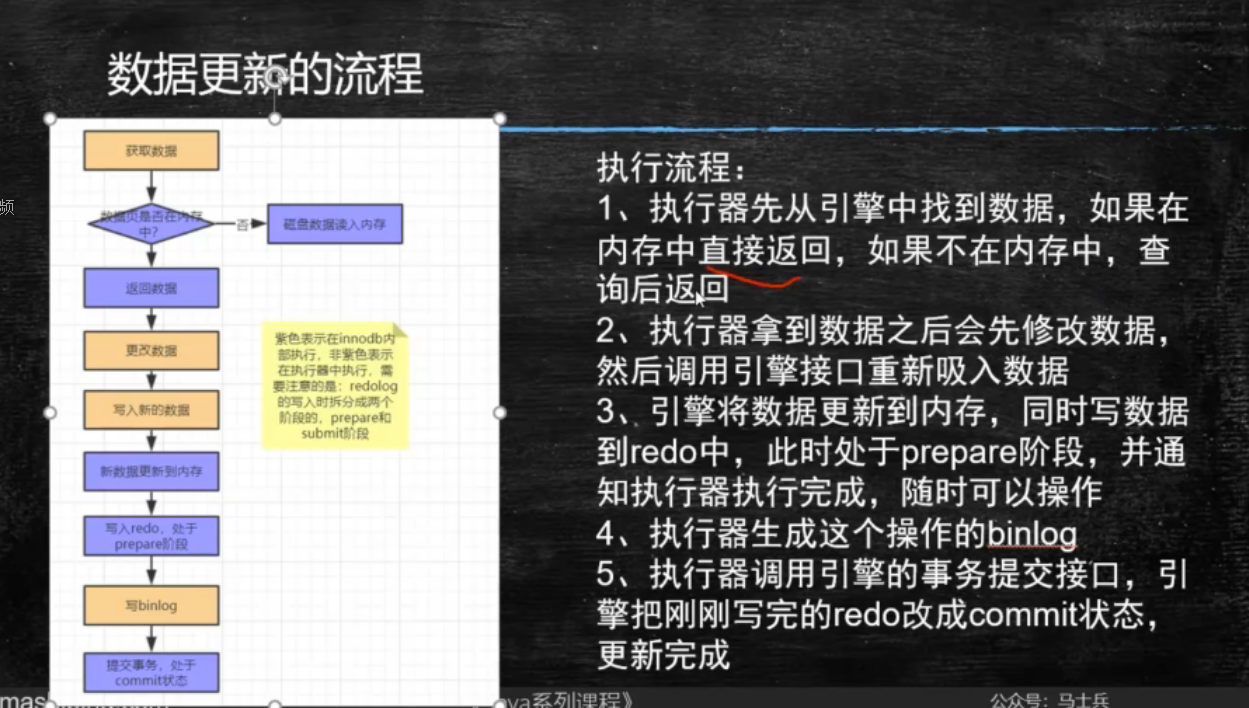 数据更新的流程
获取数据
数据页是否在内存
中?
否
磁盘数据读入内存
返回数据
更改数据
写入新的数据
新数据更新到内存
写入redo，处于
prepare阶段
写binlog
提交事务，处于
commit状态
紫色表示在innodb内
部执行，非紫色表示
在执行器中执行，需
要注意的是：redolog
的写入时拆分成两个
阶段的，prepare和
submit阶段
执行流程：
1、执行器先从引擎中找到数据，如果在
内存中直接返回，如果不在内存中，查
询后返回
2、执行器拿到数据之后会先修改数据，
然后调用引擎接口重新吸入数据
3、引擎将数据更新到内存，同时写数据
到redo中，此时处于prepare阶段，并通
知执行器执行完成，随时可以操作
4、执行器生成这个操作的binlog
5、执行器调用引擎的事务提交接口，引
擎把刚刚写完的redo改成commit状态，
更新完成
频
系列课程》
公众号：马士兵